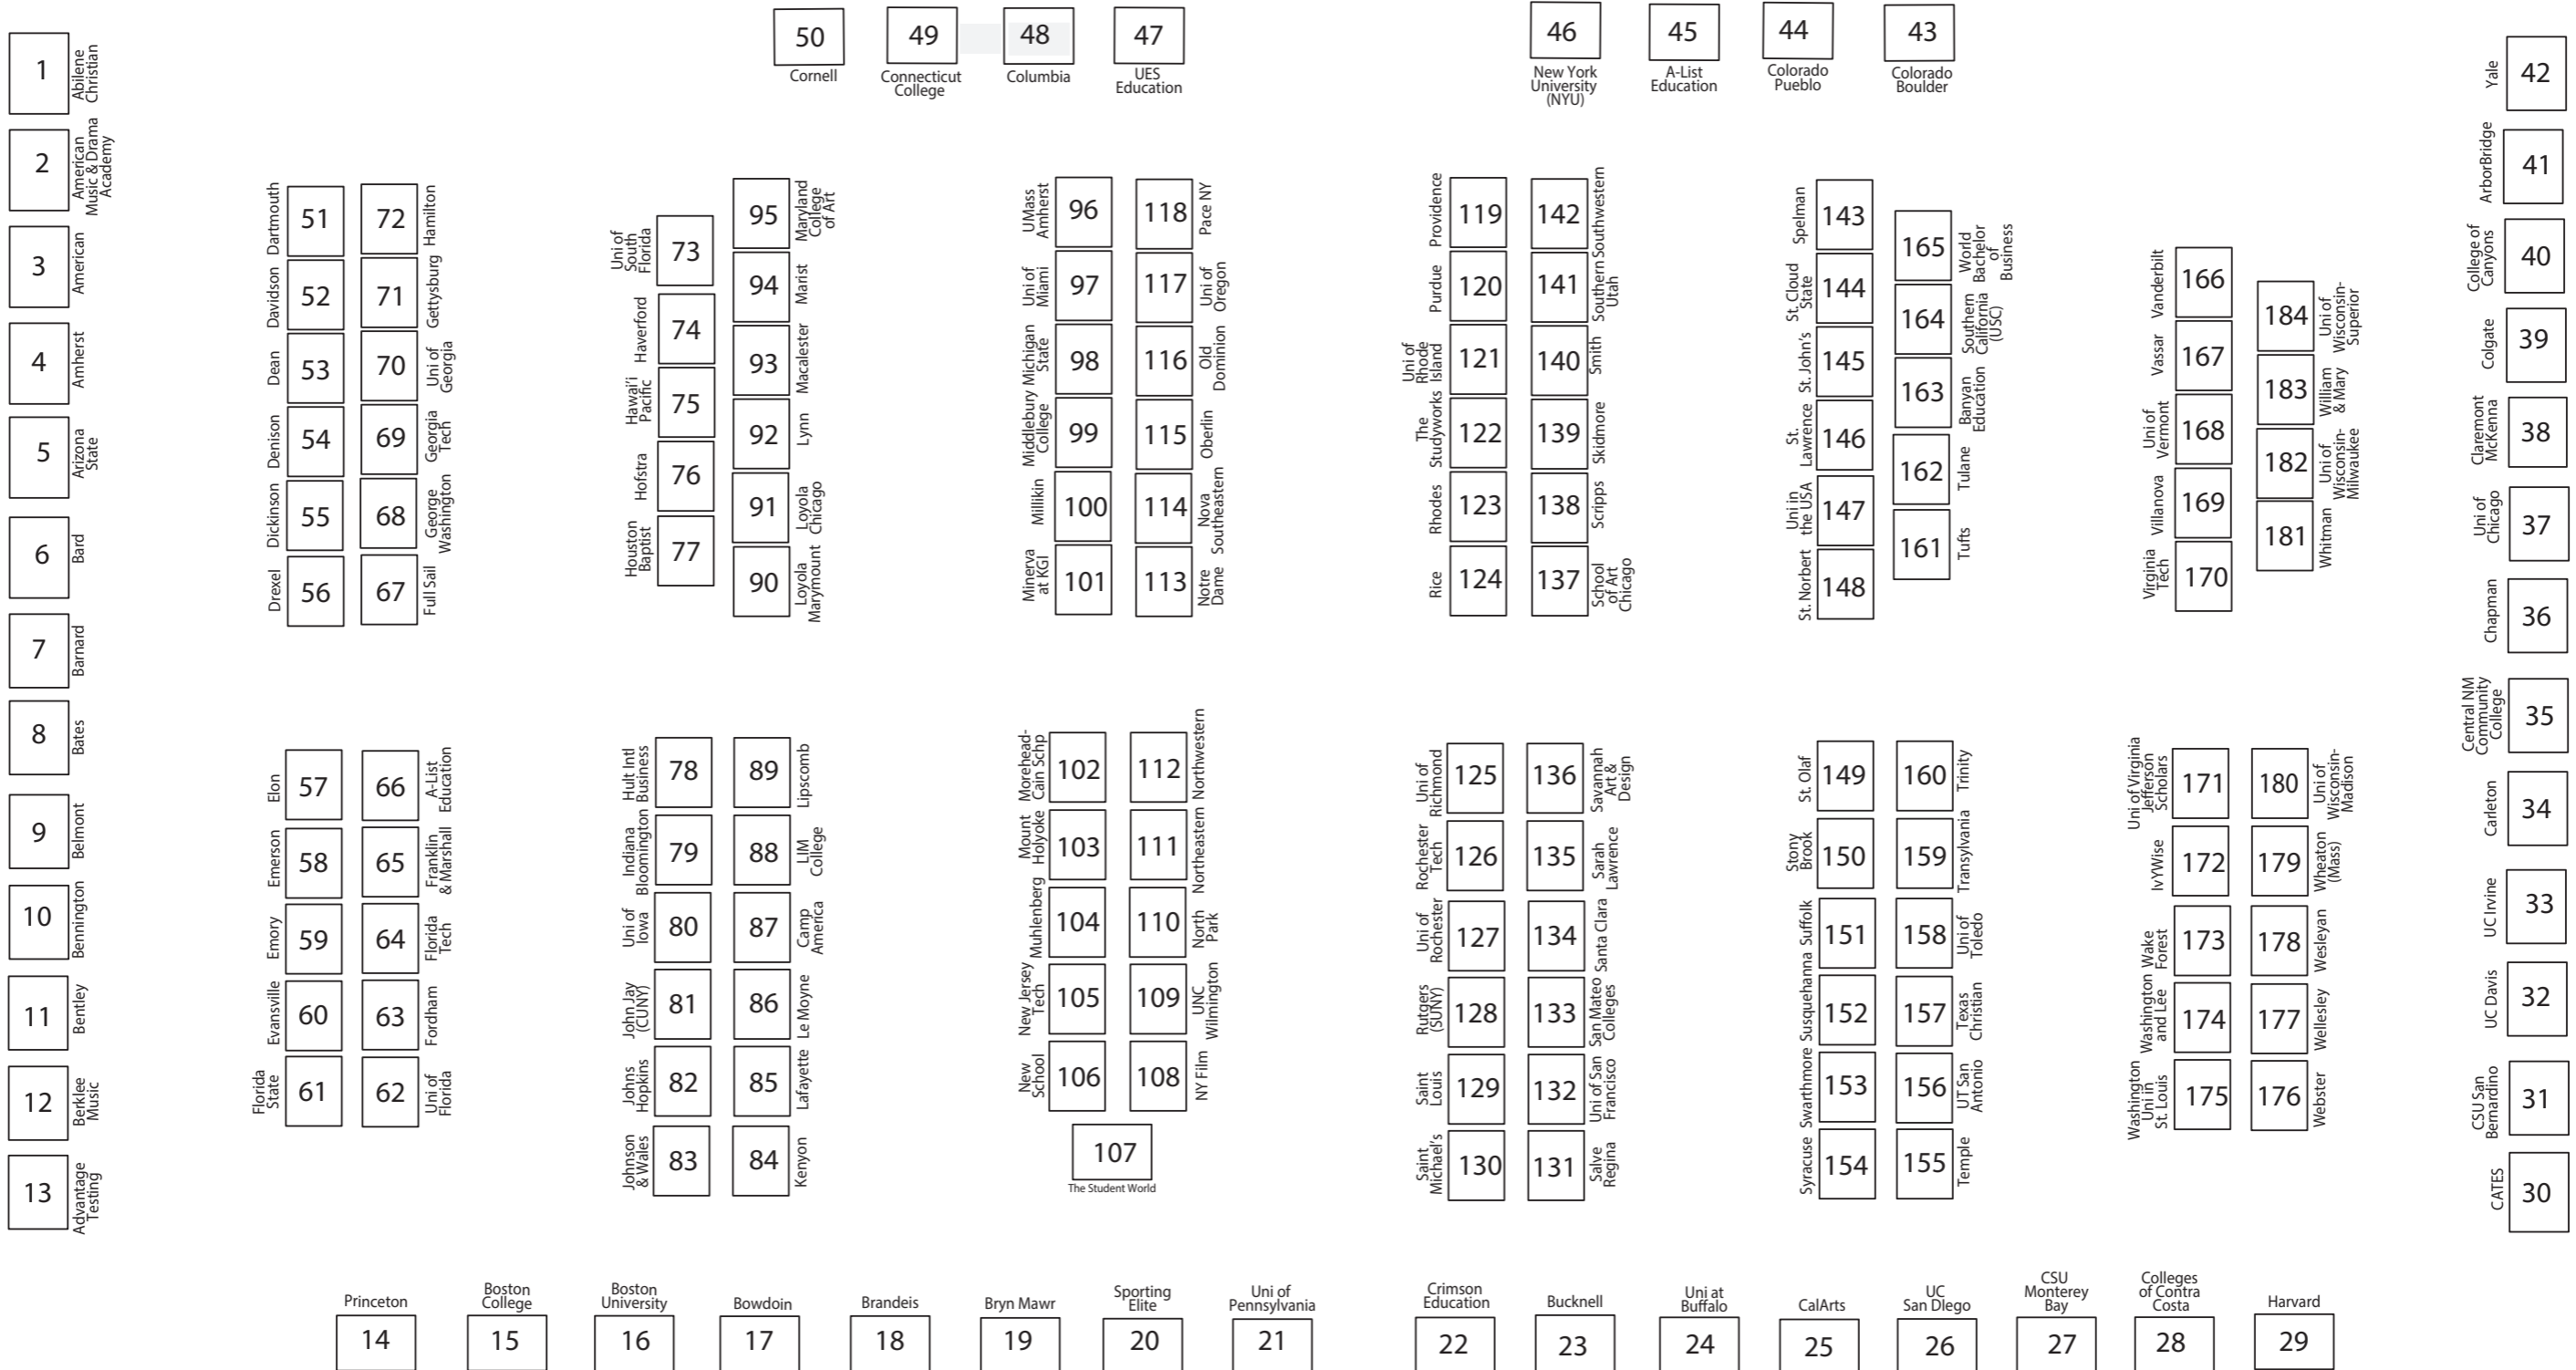 50
Cornell
49
Connecticut
College
48
Columbia
47
UES
Education
46
New York
University
(NYU)
45
A-List
Education
44
Colorado
Pueblo
43
Colorado
Boulder
1
Abilene
Christian
2
American
Music & Drama
Academy
3
American
4
Amherst
5
Arizona
State
6
Bard
7
Barnard
8
Bates
9
Belmont
10
Bennington
11
Bentley
12
Berklee
Music
13
Advantage
Testing
Dartmouth
51
Davidson
52
Dean
53
Denison
54
Dickinson
55
Drexel
56
72
Hamilton
71
Gettysburg
70
Uni of
Georgia
69
Georgia
Tech
68
George
Washington
67
Full Sail
Elon
57
Emerson
58
Emory
59
Evansville
60
Florida
State
61
66
A-List
Education
65
Franklin
& Marshall
64
Florida
Tech
63
Fordham
62
Uni of
Florida
Uni of
South
Florida
73
Haverford
74
Hawai'i
Pacific
75
Hofstra
76
Houston
Baptist
77
95
Maryland
College
of Art
94
Marist
93
Macalester
92
Lynn
91
Loyola
Chicago
90
Loyola
Marymount
Hult Intl
Business
78
Indiana
Bloomington
79
Uni of
Iowa
80
John Jay
(CUNY)
81
Johns
Hopkins
82
Johnson
& Wales
83
89
Lipscomb
88
LIM
College
87
Camp
America
86
Le Moyne
85
Lafayette
84
Kenyon
UMass
Amherst
96
Uni of
Miami
97
Michigan
State
98
Middlebury
College
99
Millikin
100
Minerva
at KGI
101
118
Pace NY
117
Uni of
Oregon
116
Old
Dominion
115
Oberlin
114
Nova
Southeastern
113
Notre
Dame
Morehead-
Cain Schp
102
Mount
Holyoke
103
Muhlenberg
104
New Jersey
Tech
105
New
School
106
112
Northwestern
111
Northeastern
110
North
Park
109
UNC
Wilmington
108
NY Film
107
The Student World
Providence
119
Purdue
120
Uni of
Rhode
Island
121
The
Studyworks
122
Rhodes
123
Rice
124
142
Southwestern
141
Southern
Utah
140
Smith
139
Skidmore
138
Scripps
137
School
of Art
Chicago
Uni of
Richmond
125
Rochester
Tech
126
Uni of
Rochester
127
Rutgers
(SUNY)
128
Saint
Louis
129
Saint
Michael's
130
136
Savannah
Art &
Design
135
Sarah
Lawrence
134
Santa Clara
133
San Mateo
Colleges
132
Uni of San
Francisco
131
Salve
Regina
Spelman
143
St. Cloud
State
144
St. John's
145
St.
Lawrence
146
Uni in
the USA
147
St. Norbert
148
165
World
Bachelor
of
Business
164
Southern
California
(USC)
163
Banyan
Education
162
Tulane
161
Tufts
St. Olaf
149
Stony
Brook
150
Suffolk
151
Susquehanna
152
Swarthmore
153
Syracuse
154
160
Trinity
159
Transylvania
158
Uni of
Toledo
157
Texas
Christian
156
UT San
Antonio
155
Temple
Vanderbilt
166
Vassar
167
Uni of
Vermont
168
Villanova
169
Virginia
Tech
170
184
Uni of
Wisconsin-
Superior
183
William
& Mary
182
Uni of
Wisconsin-
Milwaukee
181
Whitman
Uni of Virginia
Jefferson
Scholars
171
IvYWise
172
Wake
Forest
173
Washington
and Lee
174
Washington
Uni in
St. Louis
175
180
Uni of
Wisconsin-
Madison
179
Wheaton
(Mass)
178
Wesleyan
177
Wellesley
176
Webster
Yale
42
ArborBridge
41
College of
Canyons
40
Colgate
39
Claremont
McKenna
38
Uni of
Chicago
37
Chapman
36
Central NM
Community
College
35
Carleton
34
UC Irvine
33
UC Davis
32
CSU San
Bernardino
31
CATES
30
Princeton
14
Boston
College
15
Boston
University
16
Bowdoin
17
Brandeis
18
Bryn Mawr
19
Sporting
Elite
20
Uni of
Pennsylvania
21
Crimson
Education
22
Bucknell
23
Uni at
Buffalo
24
CalArts
25
UC
San DIego
26
CSU
Monterey
Bay
27
Colleges
of Contra
Costa
28
Harvard
29